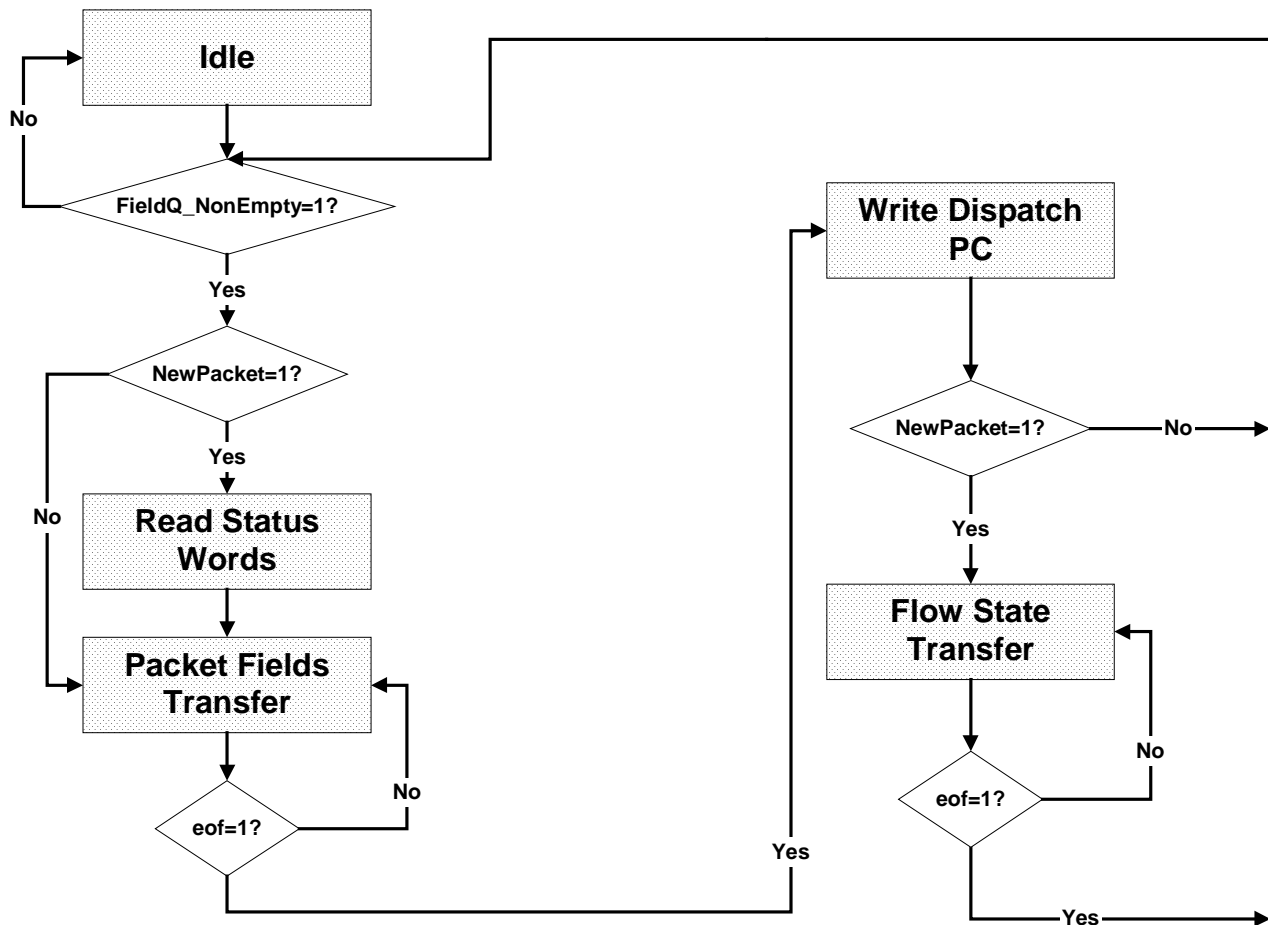 Idle
No
FieldQ_NonEmpty=1?
Yes
NewPacket=1?
Yes
No
Read Status
Words
Packet Fields
Transfer
No
eof=1?
Yes
Write Dispatch
PC
NewPacket=1?
No
Yes
Flow State
Transfer
No
eof=1?
Yes